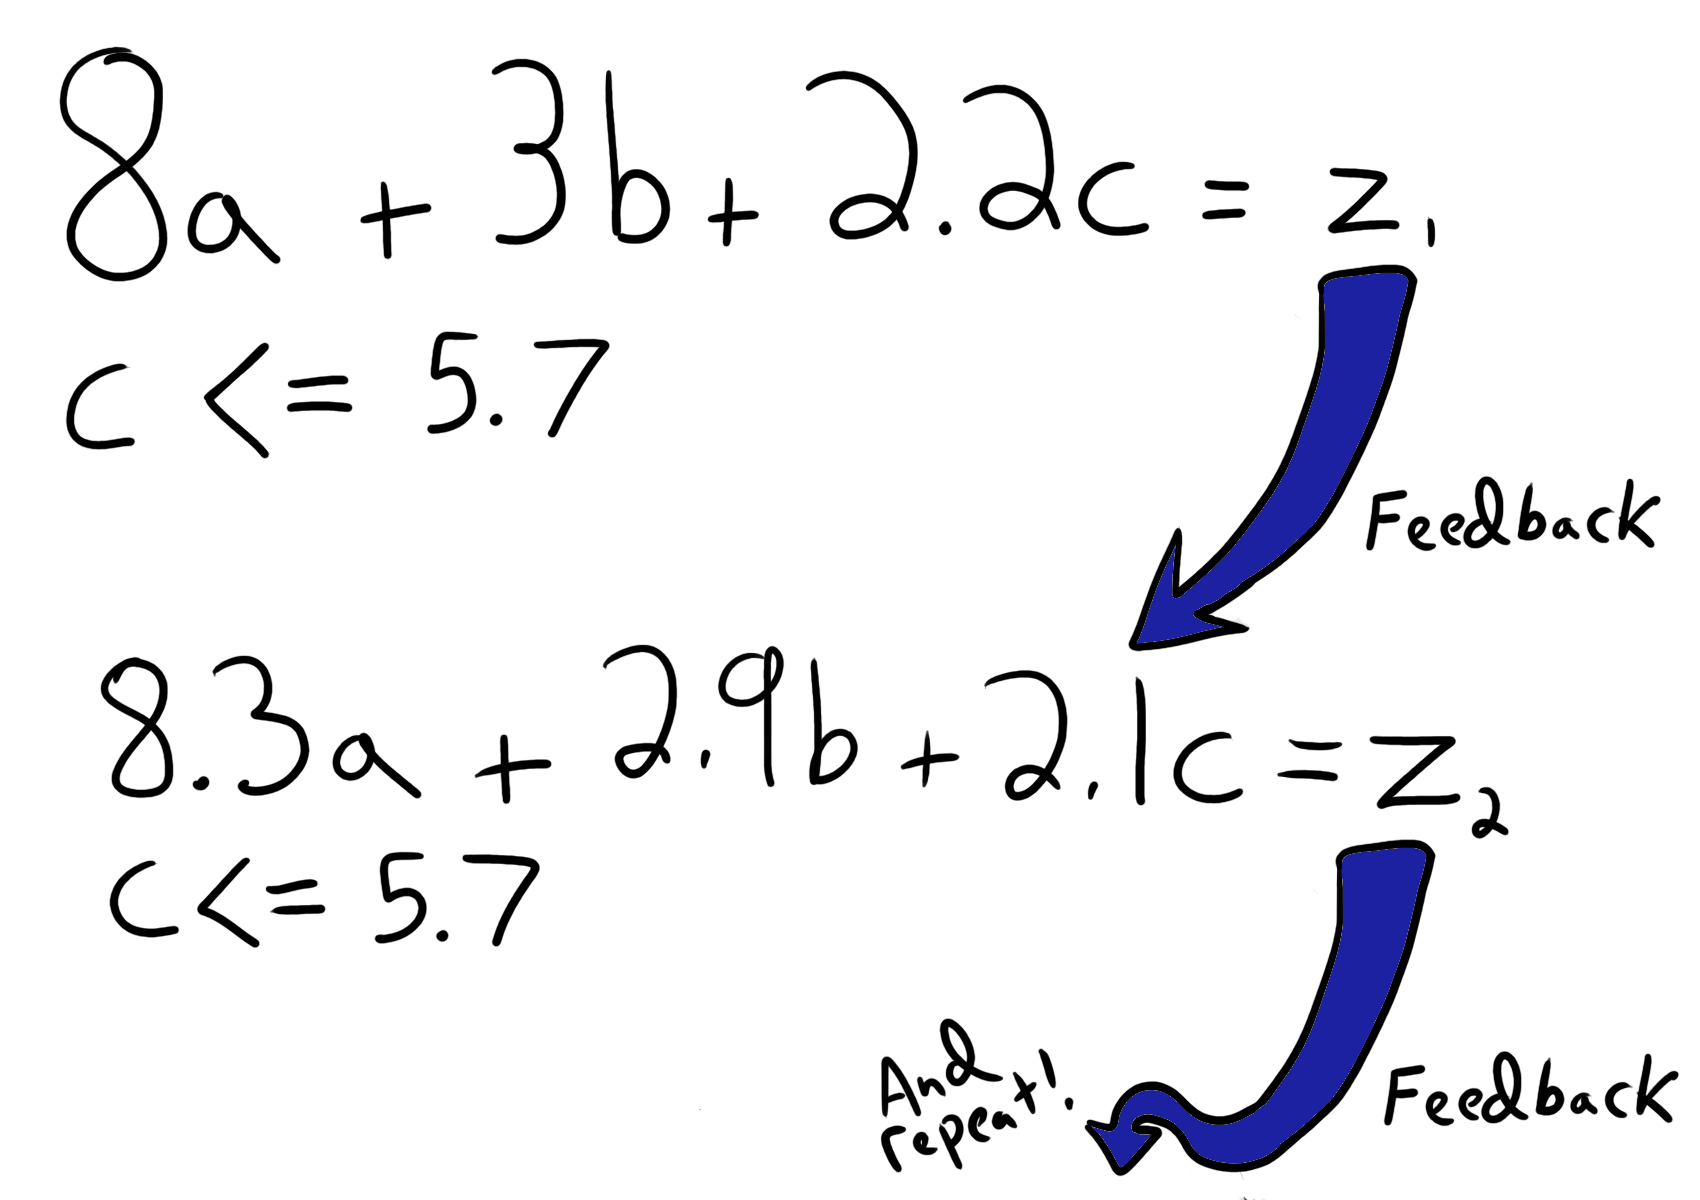 8a + 3b + 2.2c = z₁
c <= 5.7
Feedback
8.3a + 2.9b + 2.1c = z₂
c <= 5.7
And
repeat!
Feedback